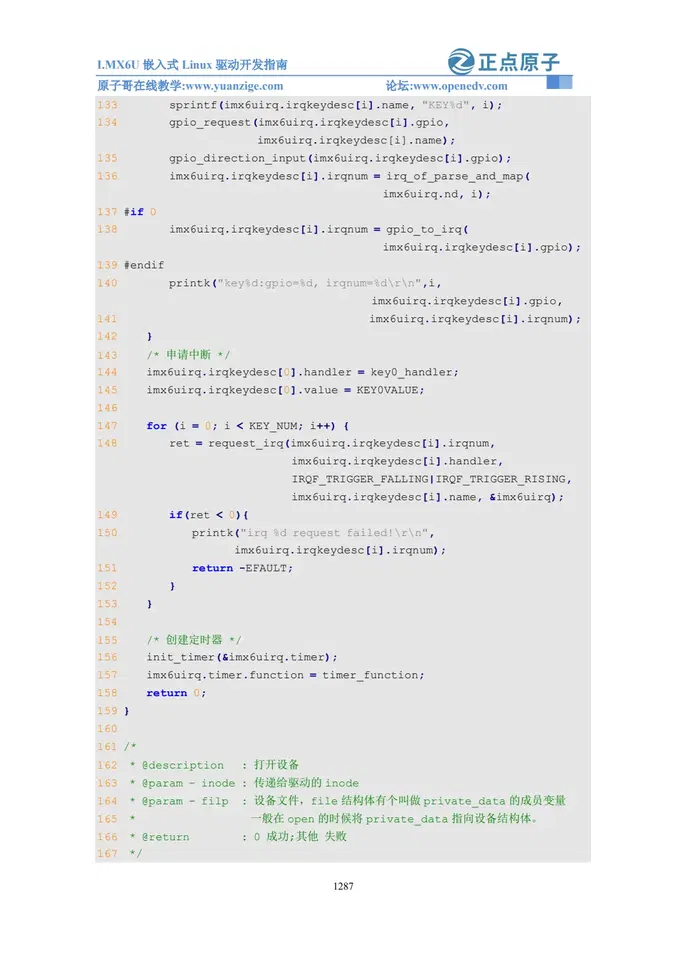 I.MX6U 嵌入式 Linux 驱动开发指南
正点原子
原子哥在线教学:www.yuanzige.com 论坛:www.openedv.com
133 sprintf(imx6uirq.irqkeydesc[i].name, "KEY%d", i);
134 gpio_request(imx6uirq.irqkeydesc[i].gpio,
imx6uirq.irqkeydesc[i].name);
135 gpio_direction_input(imx6uirq.irqkeydesc[i].gpio);
136 imx6uirq.irqkeydesc[i].irqnum = irq_of_parse_and_map(
imx6uirq.nd, i);
137 #if 0
138 imx6uirq.irqkeydesc[i].irqnum = gpio_to_irq(
imx6uirq.irqkeydesc[i].gpio);
139 #endif
140 printk("key%d:gpio=%d, irqnum=%d\r\n",i,
imx6uirq.irqkeydesc[i].gpio,
141 imx6uirq.irqkeydesc[i].irqnum);
142 }
143 /* 申请中断 */
144 imx6uirq.irqkeydesc[0].handler = key0_handler;
145 imx6uirq.irqkeydesc[0].value = KEY0VALUE;
146
147 for (i = 0; i < KEY_NUM; i++) {
148 ret = request_irq(imx6uirq.irqkeydesc[i].irqnum,
imx6uirq.irqkeydesc[i].handler,
IRQF_TRIGGER_FALLING|IRQF_TRIGGER_RISING,
imx6uirq.irqkeydesc[i].name, &imx6uirq);
149 if(ret < 0){
150 printk("irq %d request failed!\r\n",
imx6uirq.irqkeydesc[i].irqnum);
151 return -EFAULT;
152 }
153 }
154
155 /* 创建定时器 */
156 init_timer(&imx6uirq.timer);
157 imx6uirq.timer.function = timer_function;
158 return 0;
159 }
160
161 /*
162 * @description : 打开设备
163 * @param - inode : 传递给驱动的 inode
164 * @param - filp : 设备文件，file 结构体有个叫做 private_data 的成员变量
165 * 一般在 open 的时候将 private_data 指向设备结构体。
166 * @return : 0 成功;其他 失败
167 */
1287